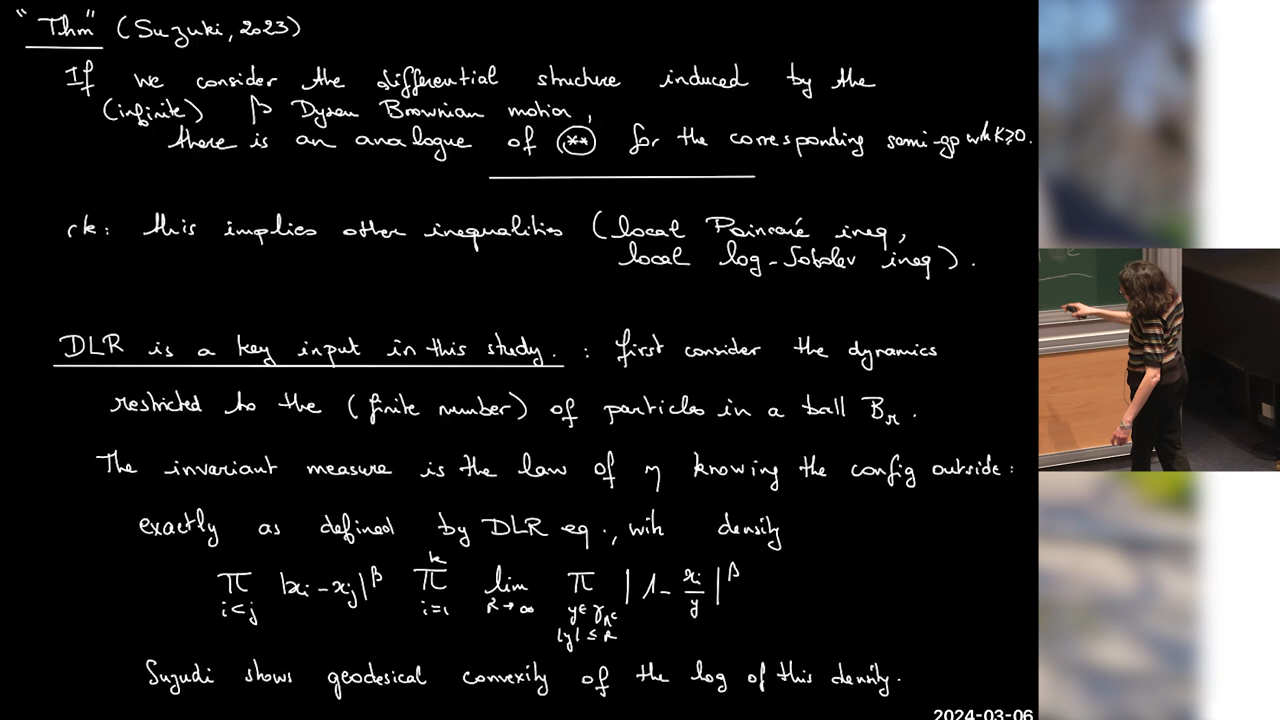 "Thm" (Suzuki, 2023)
If we consider the differential structure induced by the
(infinite) β Dyson Brownian motion,
there is an analogue of (**) for the corresponding semi-gp with K≥0.
rk: this implies other inequalities (local Poincaré ineq,
local log-Sobolev ineq).
DLR is a key input in this study. : first consider the dynamics
restricted to the (finite number) of particles in a ball B_r.
The invariant measure is the law of η knowing the config outside:
exactly as defined by DLR eq., with density
∏_{i<j} |x_i - x_j|^β ∏_{i=1}^k lim_{R→∞} ∏_{y∈γ_{Λ^c}, |y|≤R} |1 - x_i/y|^β
Suzudi shows geodesical convexity of the log of this density.
2024-03-06